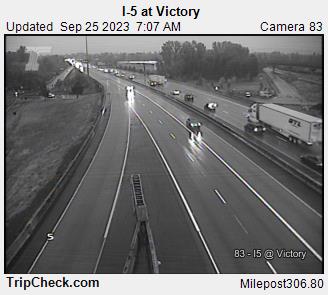 I-5 at Victory
Updated Sep 25 2023 7:07 AM Camera 83
S
83 - I5 @ Victory
TripCheck.com Milepost306.80